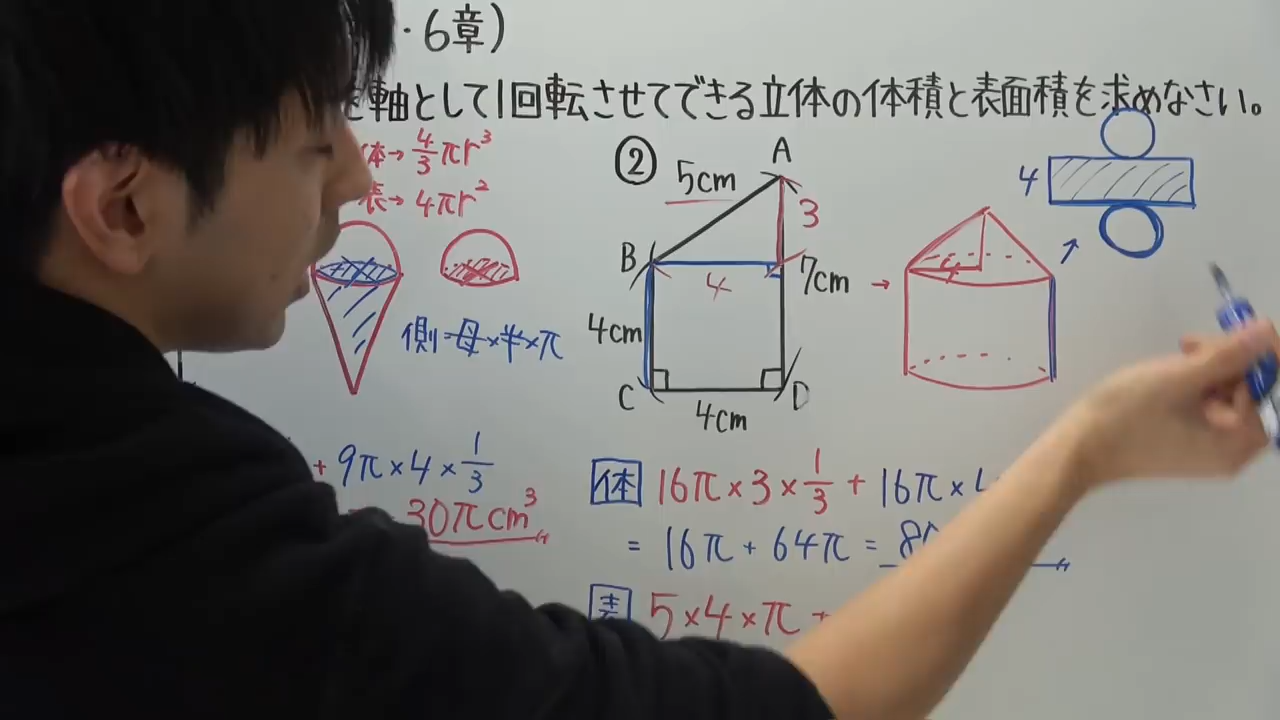 ・6章)
を軸として1回転させてできる立体の体積と表面積を求めなさい。
体→4/3πr³
表→4πr²
側=母×半×π
+ 9π×4×1/3
30πcm³
②
A
5cm
3
B
4
7cm
→
4cm
C
D
4cm
4
体 16π×3×1/3 + 16π×4
= 16π + 64π = 8
表 5×4×π +